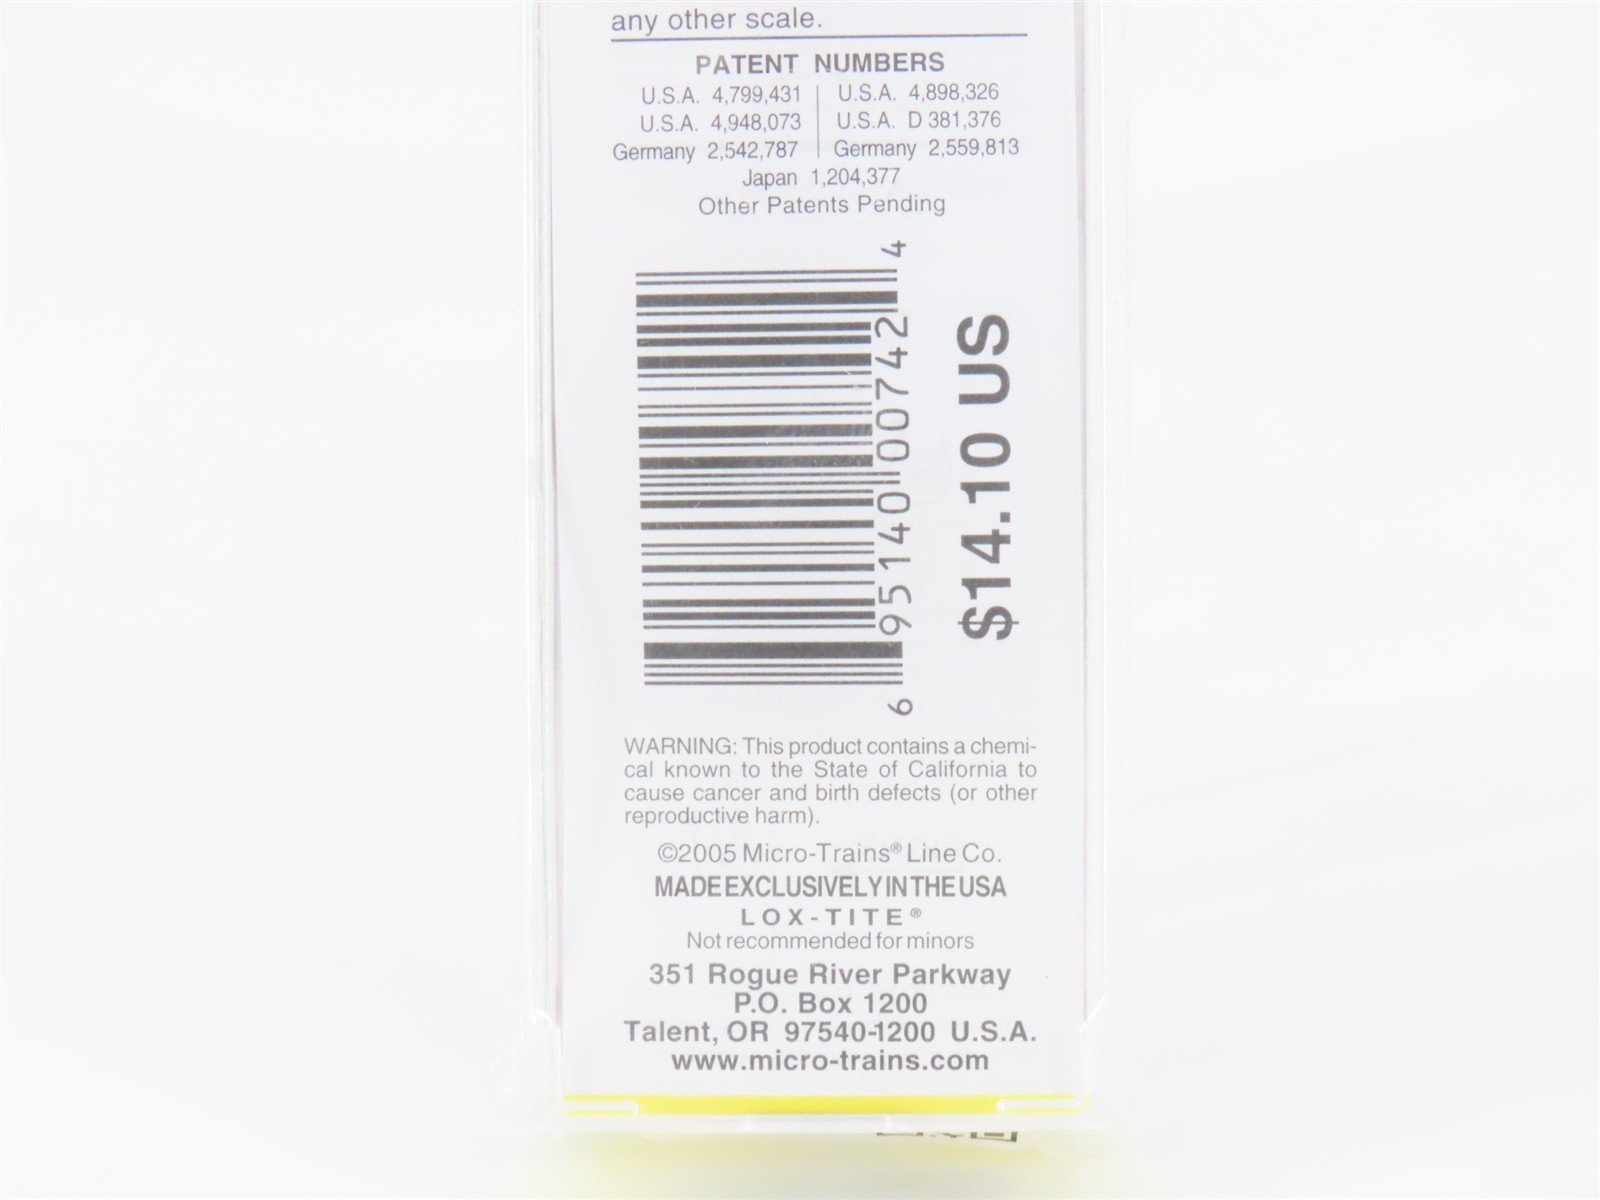 any other scale.
PATENT NUMBERS
U.S.A. 4,799,431 U.S.A. 4,898,326
U.S.A. 4,948,073 U.S.A. D 381,376
Germany 2,542,787 Germany 2,559,813
Japan 1,204,377
Other Patents Pending
6 95140 00742 4
$14.10 US
WARNING: This product contains a chemi-
cal known to the State of California to
cause cancer and birth defects (or other
reproductive harm).
©2005 Micro-Trains® Line Co.
MADE EXCLUSIVELY IN THE USA
LOX-TITE®
Not recommended for minors
351 Rogue River Parkway
P.O. Box 1200
Talent, OR 97540-1200 U.S.A.
www.micro-trains.com